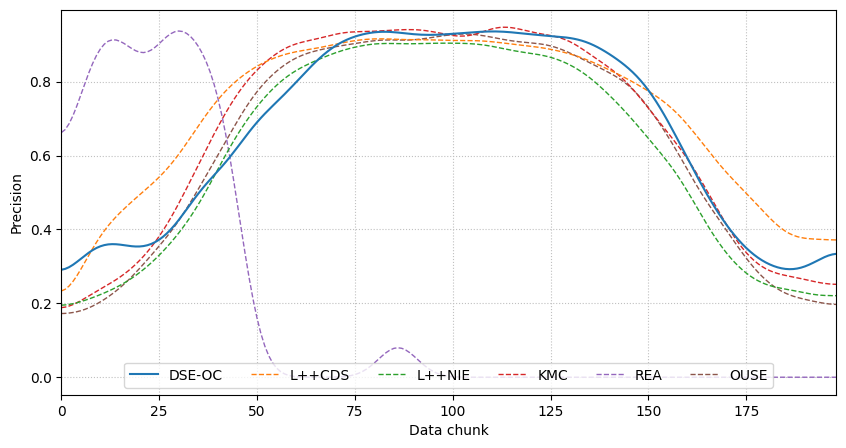 Precision
0.8
0.6
0.4
0.2
0.0
DSE-OC L++CDS L++NIE KMC REA OUSE
0 25 50 75 100 125 150 175
Data chunk